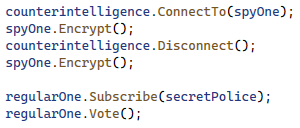 counterintelligence.ConnectTo(spyOne);
spyOne.Encrypt();
counterintelligence.Disconnect();
spyOne.Encrypt();
regularOne.Subscribe(secretPolice);
regularOne.Vote();